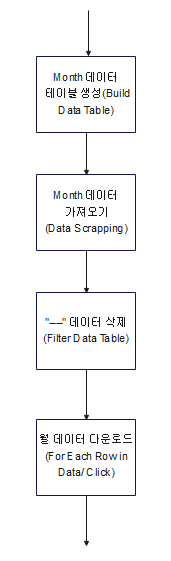 Month 데이터
테이블 생성(Build
Data Table)
Month 데이터
가져오기
(Data Scrapping)
"----" 데이터 삭제
(Filter Data Table)
월 데이터 다운로드
(For Each Row in
Data/Click)